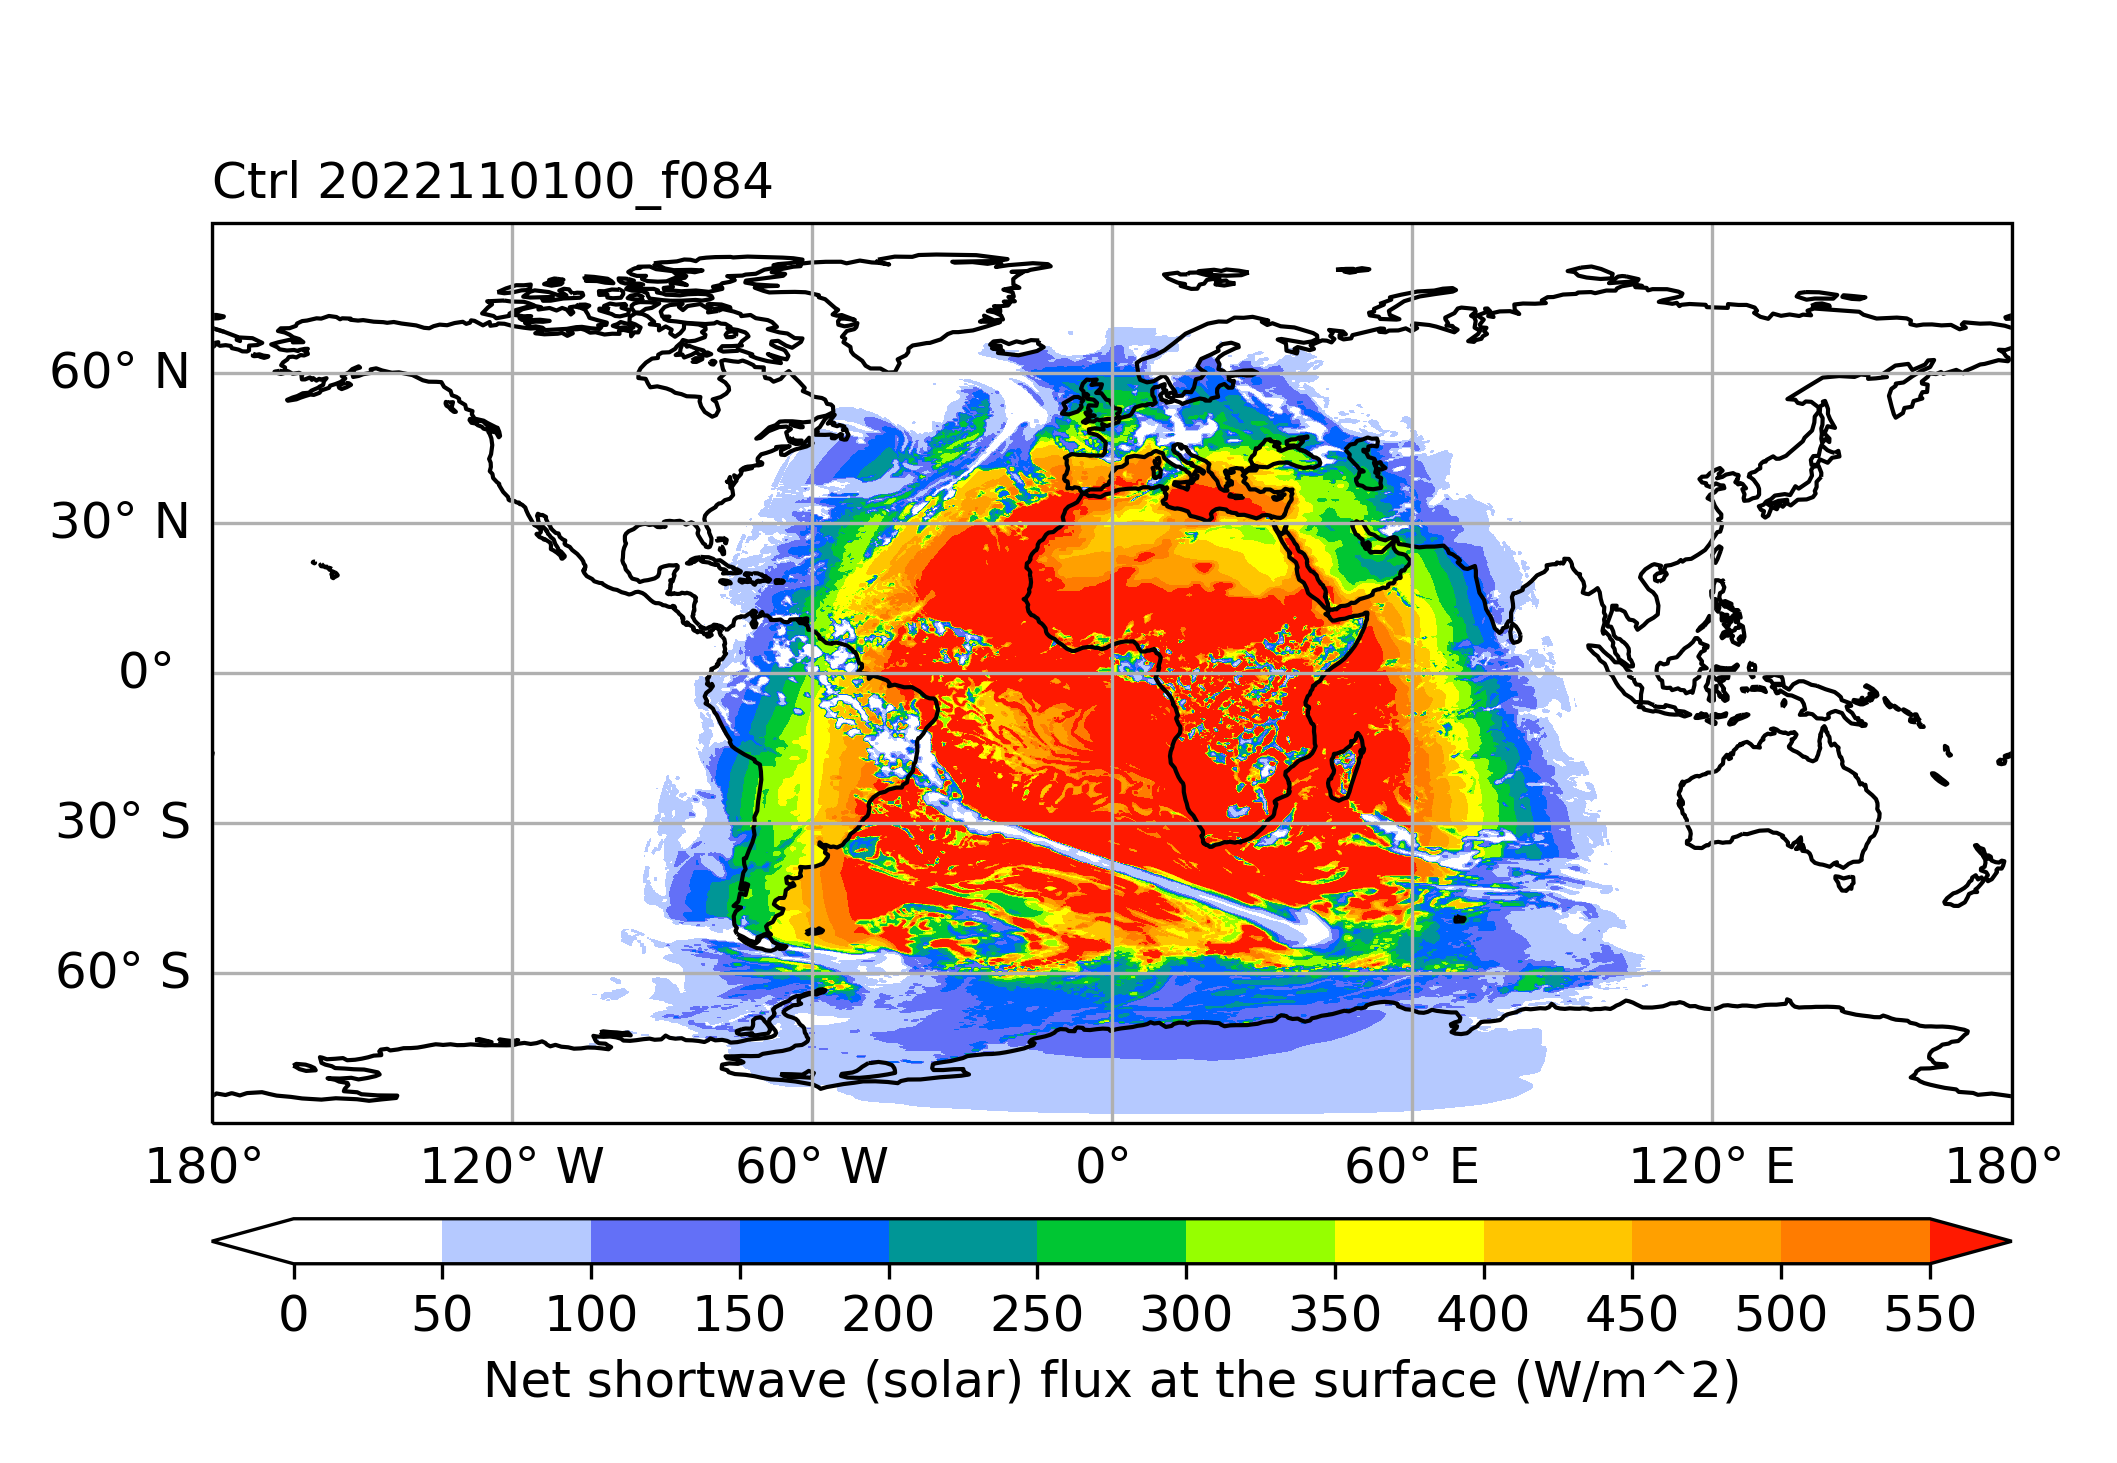 Ctrl 2022110100_f084
60° N
30° N
0°
30° S
60° S
180° 120° W 60° W 0° 60° E 120° E 180°
0 50 100 150 200 250 300 350 400 450 500 550
Net shortwave (solar) flux at the surface (W/m^2)